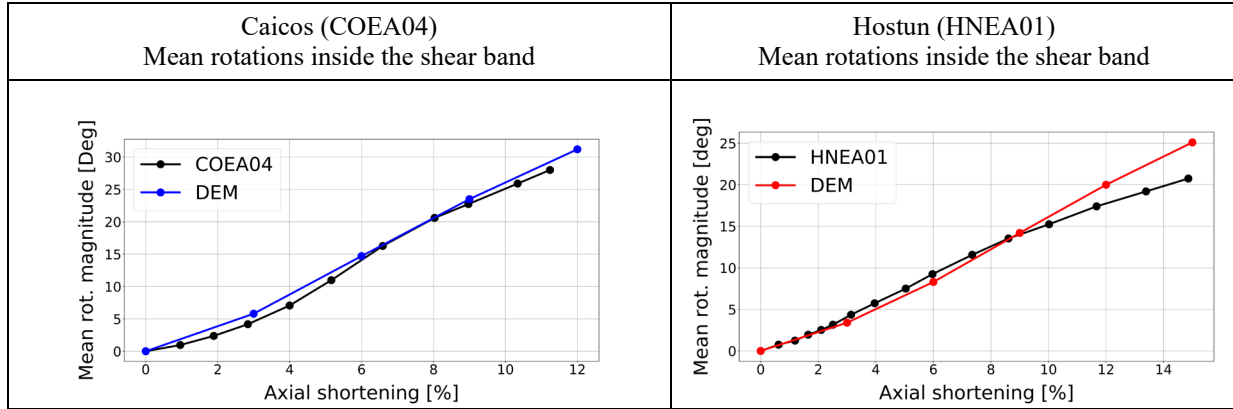 Caicos (COEA04)
Mean rotations inside the shear band
Hostun (HNEA01)
Mean rotations inside the shear band
Mean rot. magnitude [Deg]
30
25
20
15
10
5
0
COEA04
DEM
0 2 4 6 8 10 12
Axial shortening [%]
Mean rot. magnitude [deg]
25
20
15
10
5
0
HNEA01
DEM
0 2 4 6 8 10 12 14
Axial shortening [%]